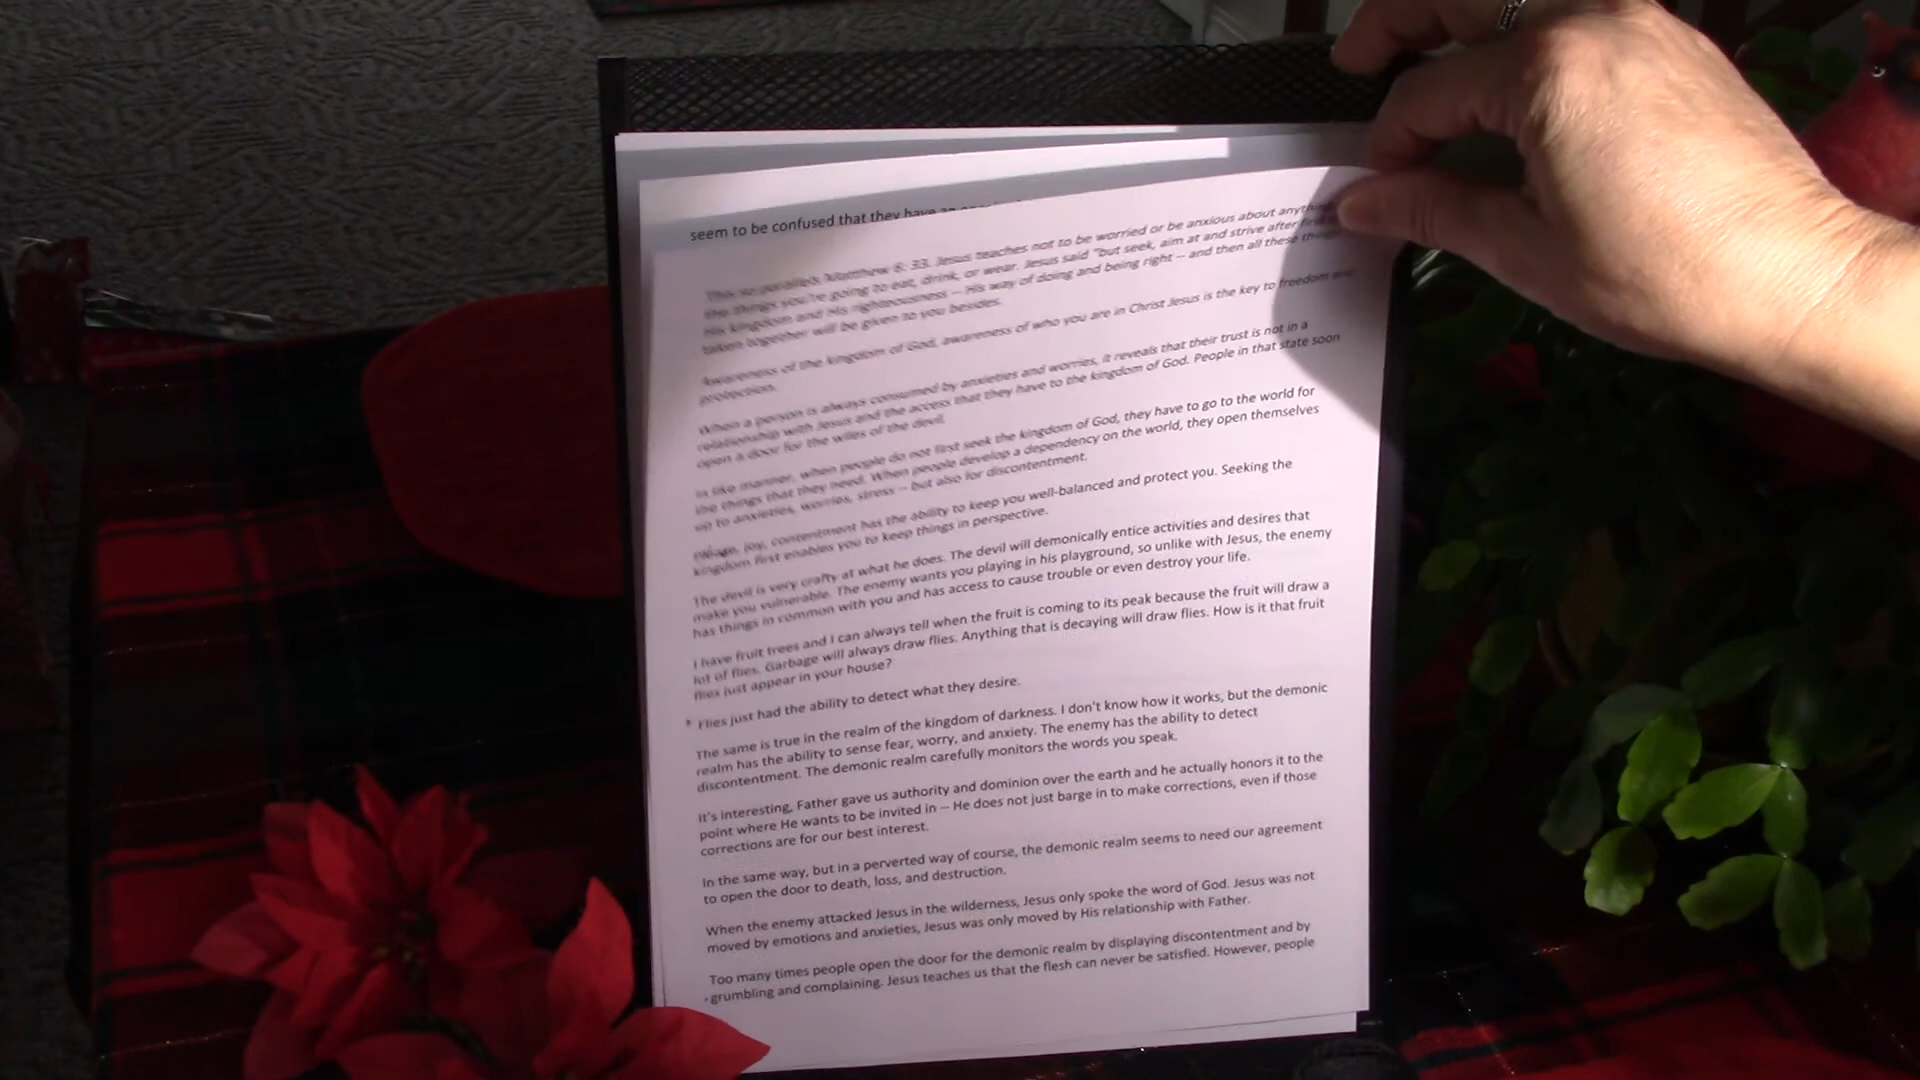 seem to be confused that they have an
This so parallels Matthew 6: 33. Jesus teaches not to be worried or be anxious about
the things you're going to eat, drink, or wear. Jesus said "but seek, aim at and strive after first
His kingdom and His righteousness – His way of doing and being right – and then all these things
taken together will be given to you besides.
Awareness of the kingdom of God, awareness of who you are in Christ Jesus is the key to freedom and
protection.
When a person is always consumed by anxieties and worries, it reveals that their trust is not in a
relationship with Jesus and the access that they have to the kingdom of God. People in that state soon
open a door for the wiles of the devil.
In like manner, when people do not first seek the kingdom of God, they have to go to the world for
the things that they need. When people develop a dependency on the world, they open themselves
up to anxieties, worries, stress – but also for discontentment.
joy, contentment has the ability to keep you well-balanced and protect you. Seeking the
kingdom first enables you to keep things in perspective.
The devil is very crafty at what he does. The devil will demonically entice activities and desires that
make you vulnerable. The enemy wants you playing in his playground, so unlike with Jesus, the enemy
has things in common with you and has access to cause trouble or even destroy your life.
I have fruit trees and I can always tell when the fruit is coming to its peak because the fruit will draw a
lot of flies. Garbage will always draw flies. Anything that is decaying will draw flies. How is it that fruit
flies just appear in your house?
Flies just had the ability to detect what they desire.
The same is true in the realm of the kingdom of darkness. I don't know how it works, but the demonic
realm has the ability to sense fear, worry, and anxiety. The enemy has the ability to detect
discontentment. The demonic realm carefully monitors the words you speak.
It's interesting, Father gave us authority and dominion over the earth and he actually honors it to the
point where He wants to be invited in – He does not just barge in to make corrections, even if those
corrections are for our best interest.
In the same way, but in a perverted way of course, the demonic realm seems to need our agreement
to open the door to death, loss, and destruction.
When the enemy attacked Jesus in the wilderness, Jesus only spoke the word of God. Jesus was not
moved by emotions and anxieties, Jesus was only moved by His relationship with Father.
Too many times people open the door for the demonic realm by displaying discontentment and by
grumbling and complaining. Jesus teaches us that the flesh can never be satisfied. However, people